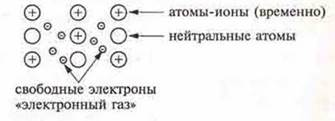 атомы-ионы (временно)
нейтральные атомы
свободные электроны
«электронный газ»